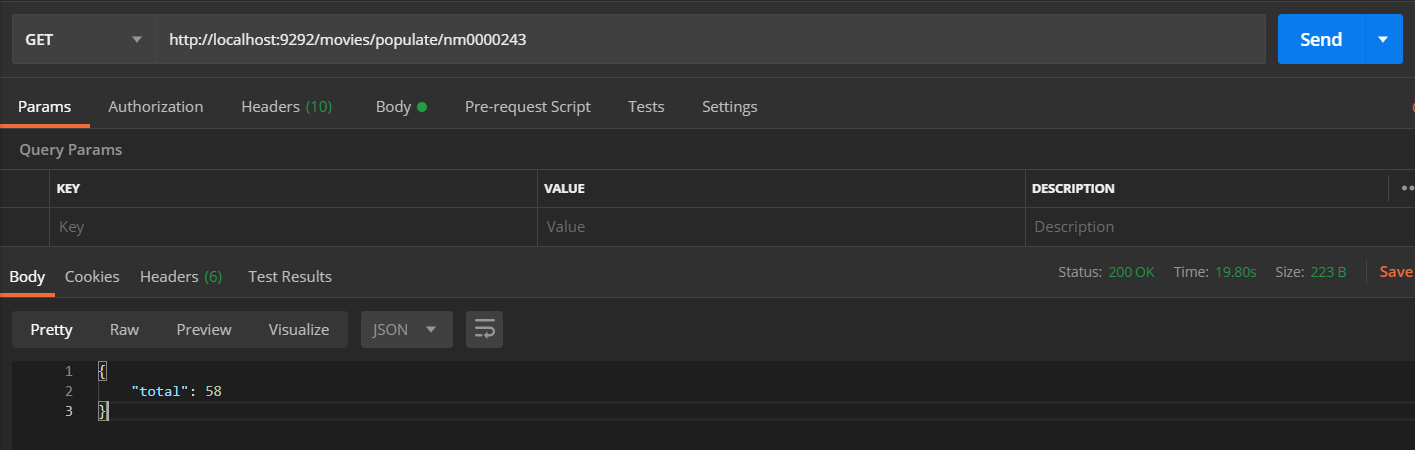 GET http://localhost:9292/movies/populate/nm0000243 Send
Params Authorization Headers (10) Body Pre-request Script Tests Settings
Query Params
KEY VALUE DESCRIPTION
Key Value Description
Body Cookies Headers (6) Test Results Status: 200 OK Time: 19.80s Size: 223 B Save
Pretty Raw Preview Visualize JSON
1 {
2 "total": 58
3 }